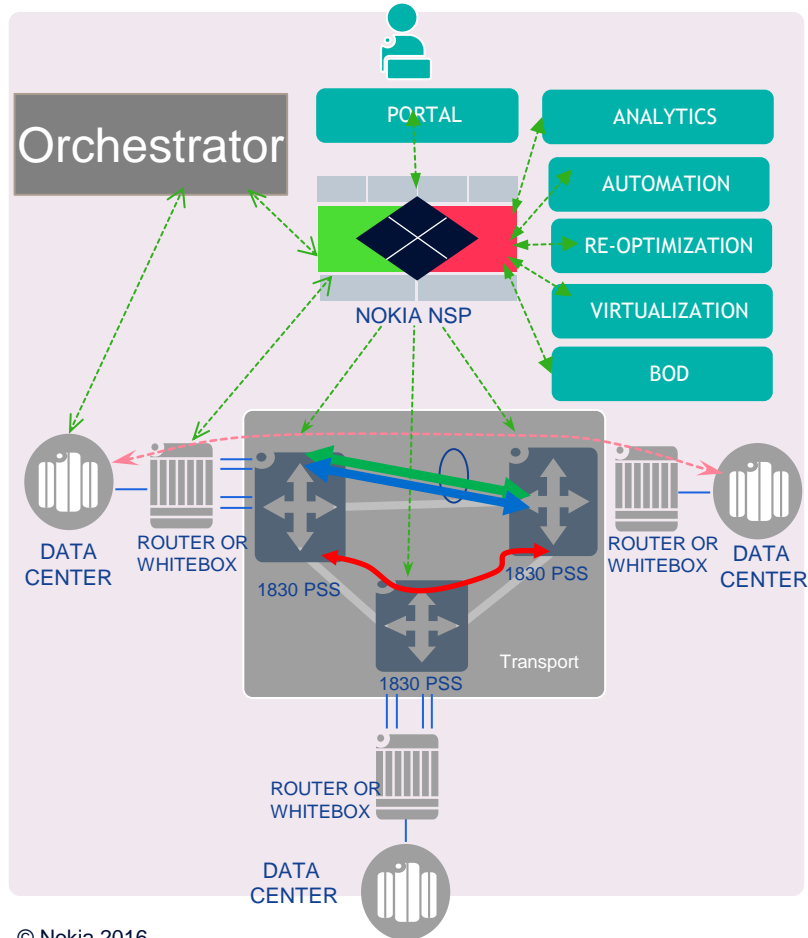 PORTAL
ANALYTICS
Orchestrator
AUTOMATION
RE-OPTIMIZATION
VIRTUALIZATION
NOKIA NSP
BOD
DATA
CENTER
ROUTER OR
WHITEBOX
1830 PSS
1830 PSS
ROUTER OR
WHITEBOX
DATA
CENTER
Transport
1830 PSS
ROUTER OR
WHITEBOX
DATA
CENTER
© Nokia 2016